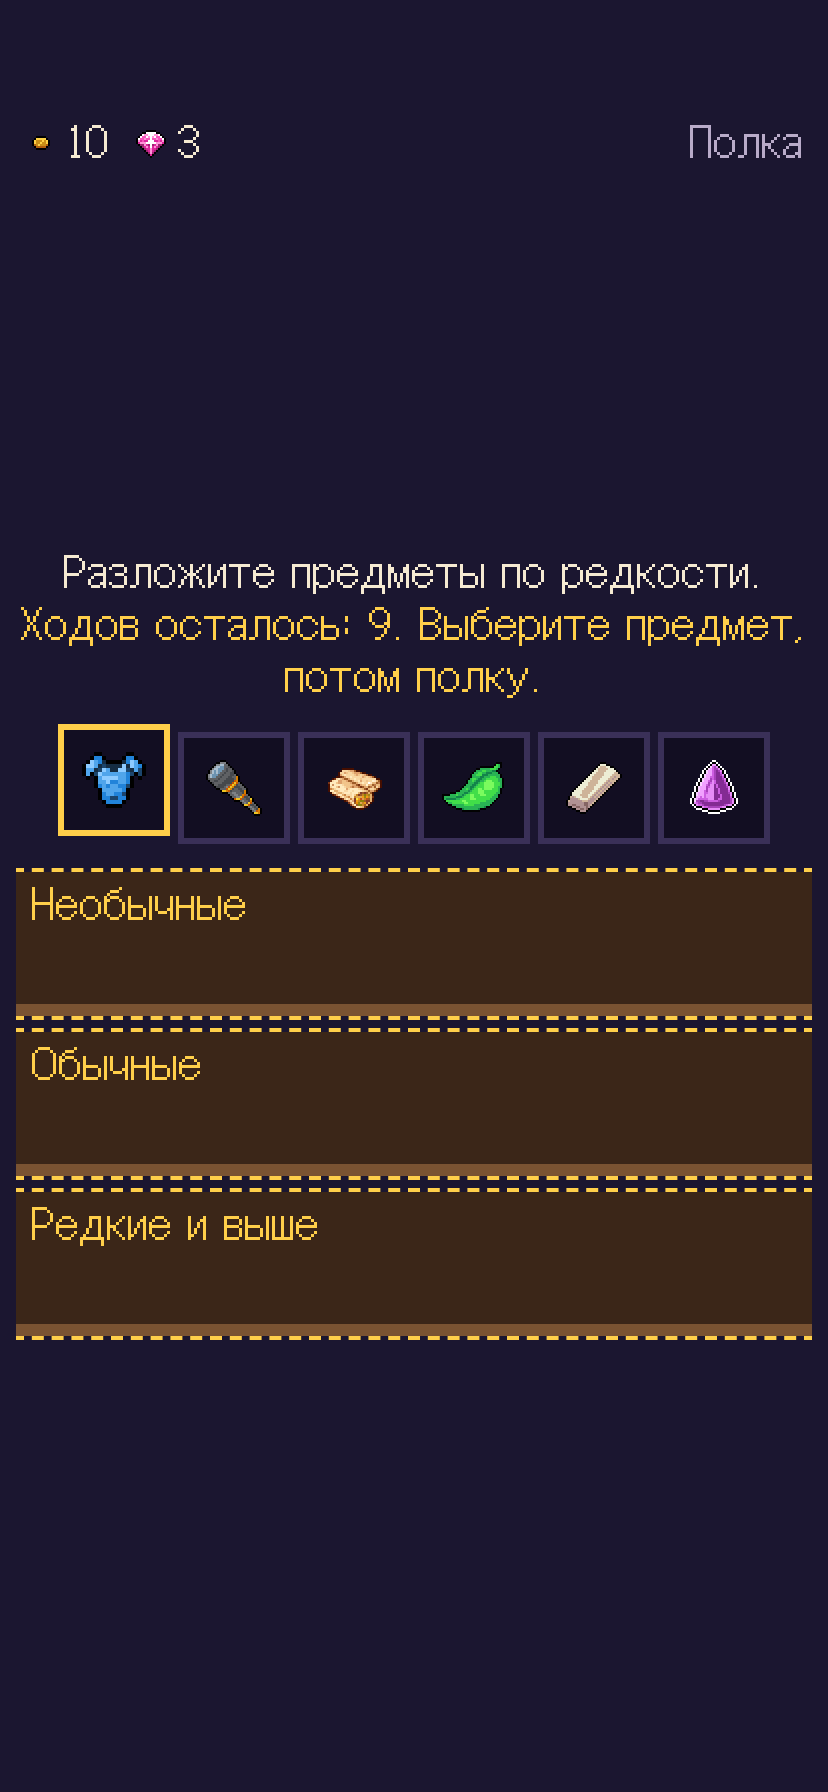 10 3 Полка
Разложите предметы по редкости.
Ходов осталось: 9. Выберите предмет,
потом полку.
Необычные
Обычные
Редкие и выше